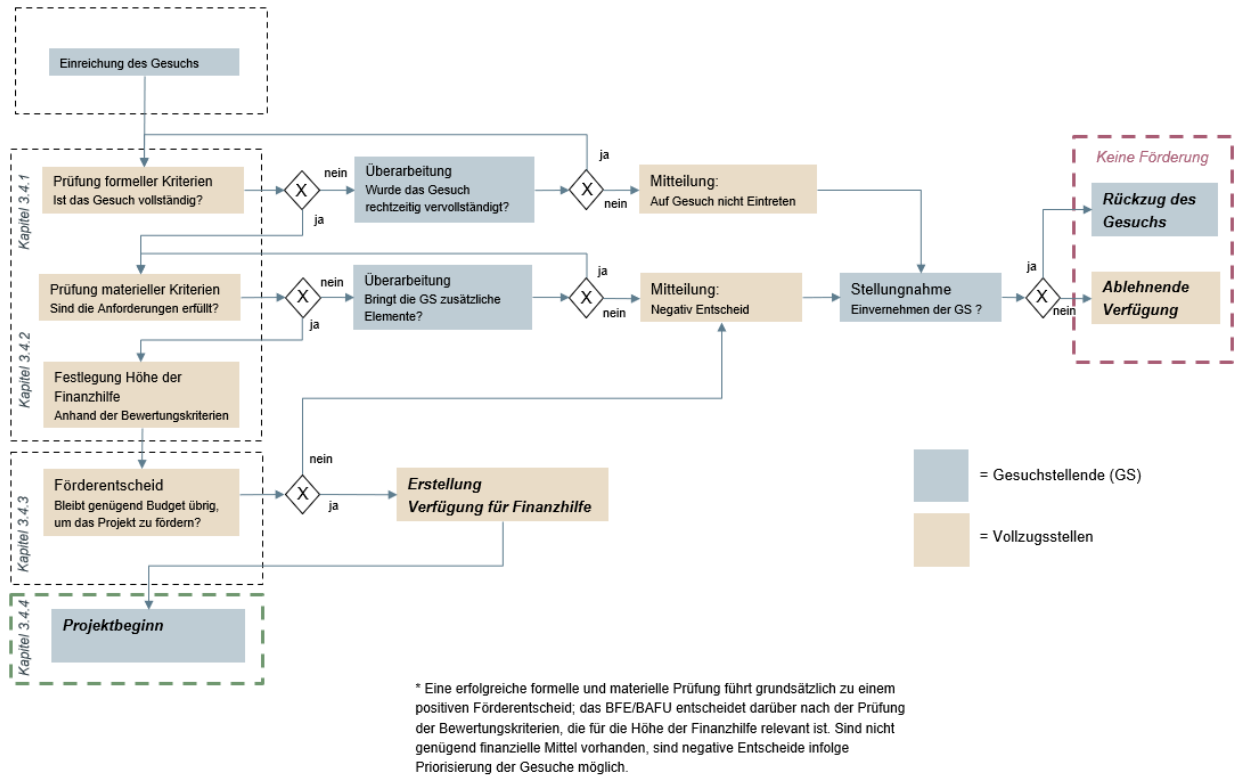 Einreichung des Gesuchs
Kapitel 3.4.1
Prüfung formeller Kriterien
Ist das Gesuch vollständig?
X
nein
ja
Überarbeitung
Wurde das Gesuch
rechtzeitig vervollständigt?
X
ja
nein
Mitteilung:
Auf Gesuch nicht Eintreten
Keine Förderung
Rückzug des
Gesuchs
Kapitel 3.4.2
Prüfung materieller Kriterien
Sind die Anforderungen erfüllt?
X
nein
ja
Überarbeitung
Bringt die GS zusätzliche
Elemente?
X
ja
nein
Mitteilung:
Negativ Entscheid
Stellungnahme
Einvernehmen der GS ?
X
ja
nein
Ablehnende
Verfügung
Festlegung Höhe der
Finanzhilfe
Anhand der Bewertungskriterien
Kapitel 3.4.3
Förderentscheid
Bleibt genügend Budget übrig,
um das Projekt zu fördern?
X
nein
ja
Erstellung
Verfügung für Finanzhilfe
= Gesuchstellende (GS)
= Vollzugsstellen
Kapitel 3.4.4
Projektbeginn
* Eine erfolgreiche formelle und materielle Prüfung führt grundsätzlich zu einem
positiven Förderentscheid; das BFE/BAFU entscheidet darüber nach der Prüfung
der Bewertungskriterien, die für die Höhe der Finanzhilfe relevant ist. Sind nicht
genügend finanzielle Mittel vorhanden, sind negative Entscheide infolge
Priorisierung der Gesuche möglich.